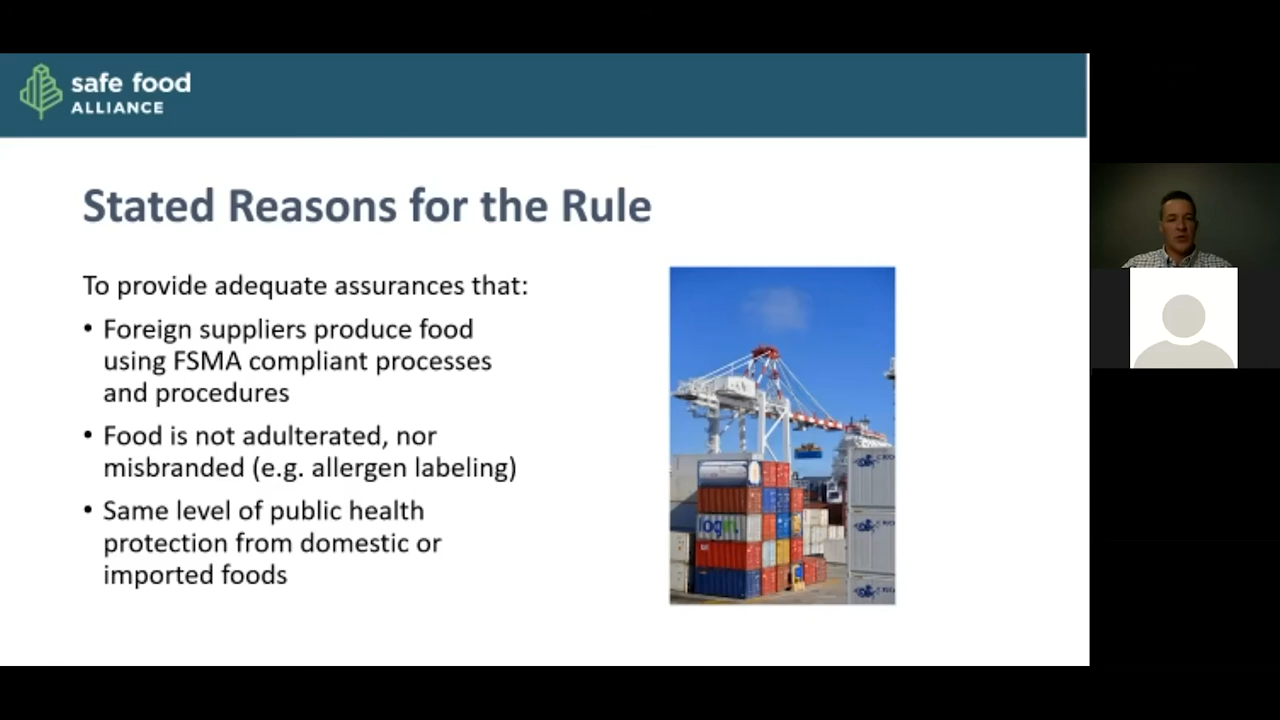 safe food
ALLIANCE
Stated Reasons for the Rule
To provide adequate assurances that:
• Foreign suppliers produce food
using FSMA compliant processes
and procedures
• Food is not adulterated, nor
misbranded (e.g. allergen labeling)
• Same level of public health
protection from domestic or
imported foods
login